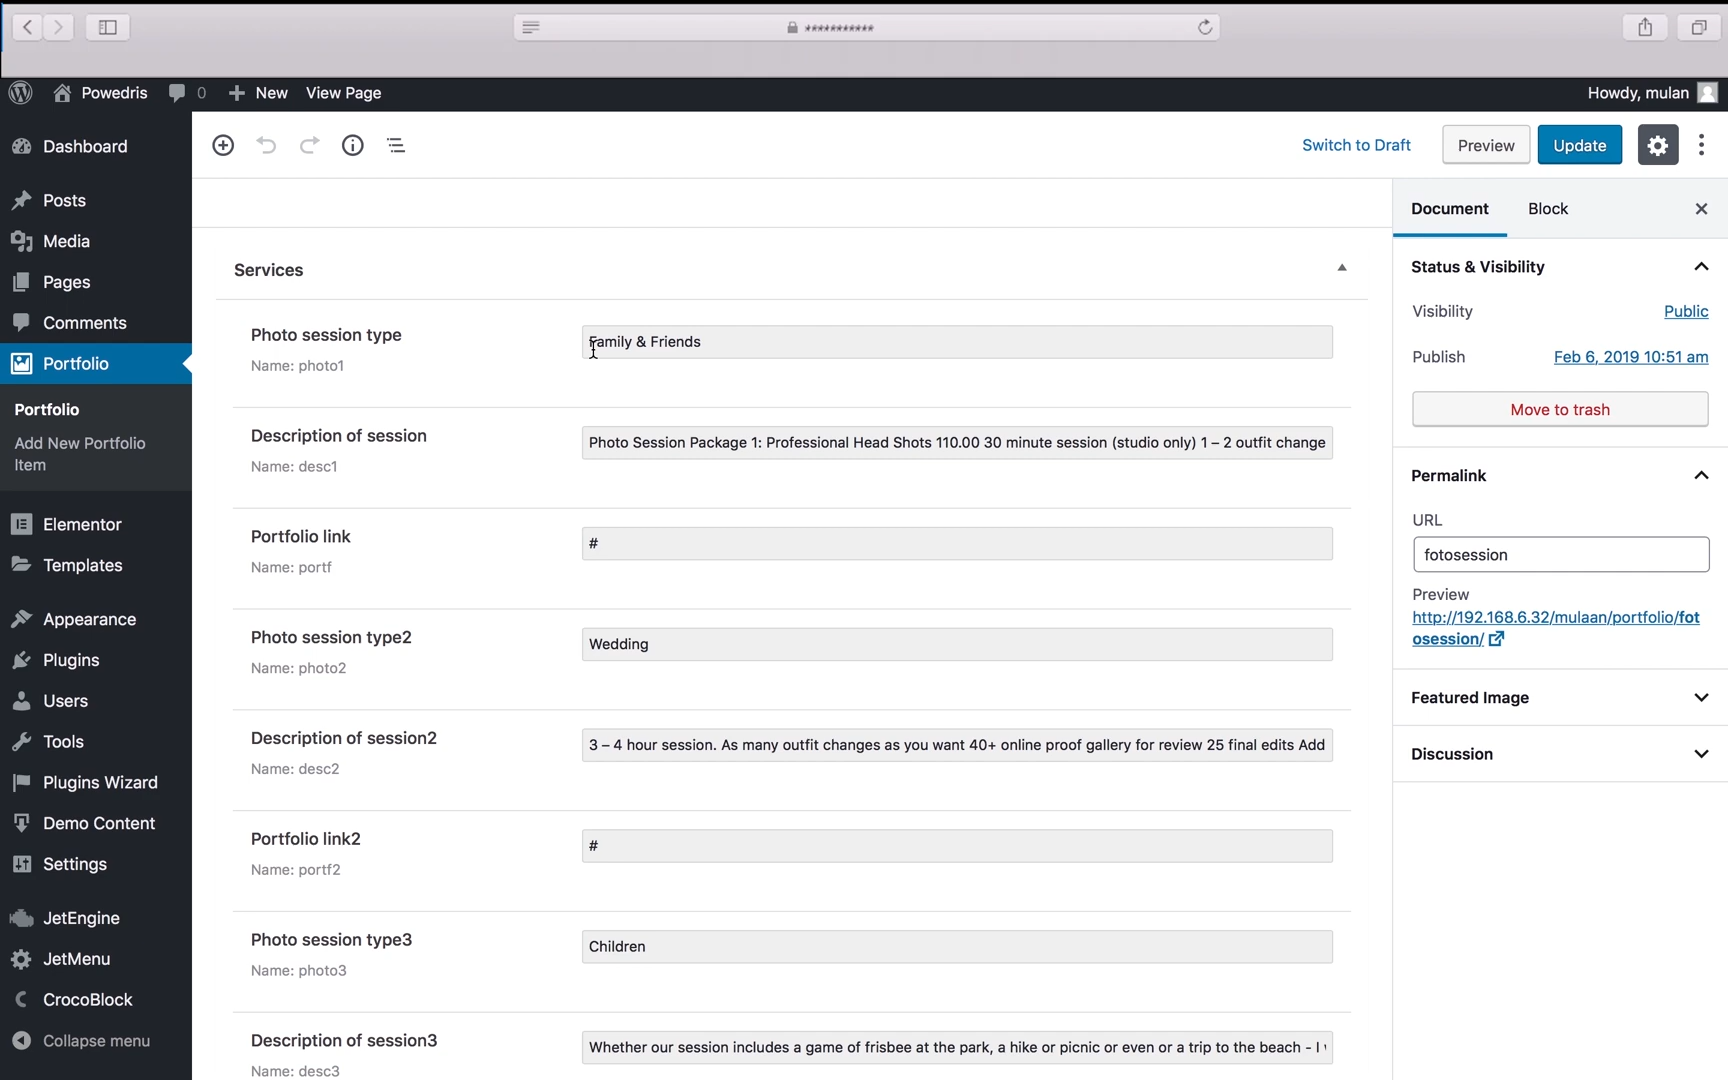 ***********
Powedris
0
New
View Page
Howdy, mulan
Dashboard
Posts
Media
Pages
Comments
Portfolio
Portfolio
Add New Portfolio
Item
Elementor
Templates
Appearance
Plugins
Users
Tools
Plugins Wizard
Demo Content
Settings
JetEngine
JetMenu
CrocoBlock
Collapse menu
Switch to Draft
Preview
Update
Services
Photo session type
Name: photo1
Family & Friends
Description of session
Name: desc1
Photo Session Package 1: Professional Head Shots 110.00 30 minute session (studio only) 1 – 2 outfit change
Portfolio link
Name: portf
#
Photo session type2
Name: photo2
Wedding
Description of session2
Name: desc2
3 – 4 hour session. As many outfit changes as you want 40+ online proof gallery for review 25 final edits Add
Portfolio link2
Name: portf2
#
Photo session type3
Name: photo3
Children
Description of session3
Name: desc3
Whether our session includes a game of frisbee at the park, a hike or picnic or even or a trip to the beach - I
Document
Block
Status & Visibility
Visibility
Public
Publish
Feb 6, 2019 10:51 am
Move to trash
Permalink
URL
fotosession
Preview
http://192.168.6.32/mulaan/portfolio/fot
osession/
Featured Image
Discussion